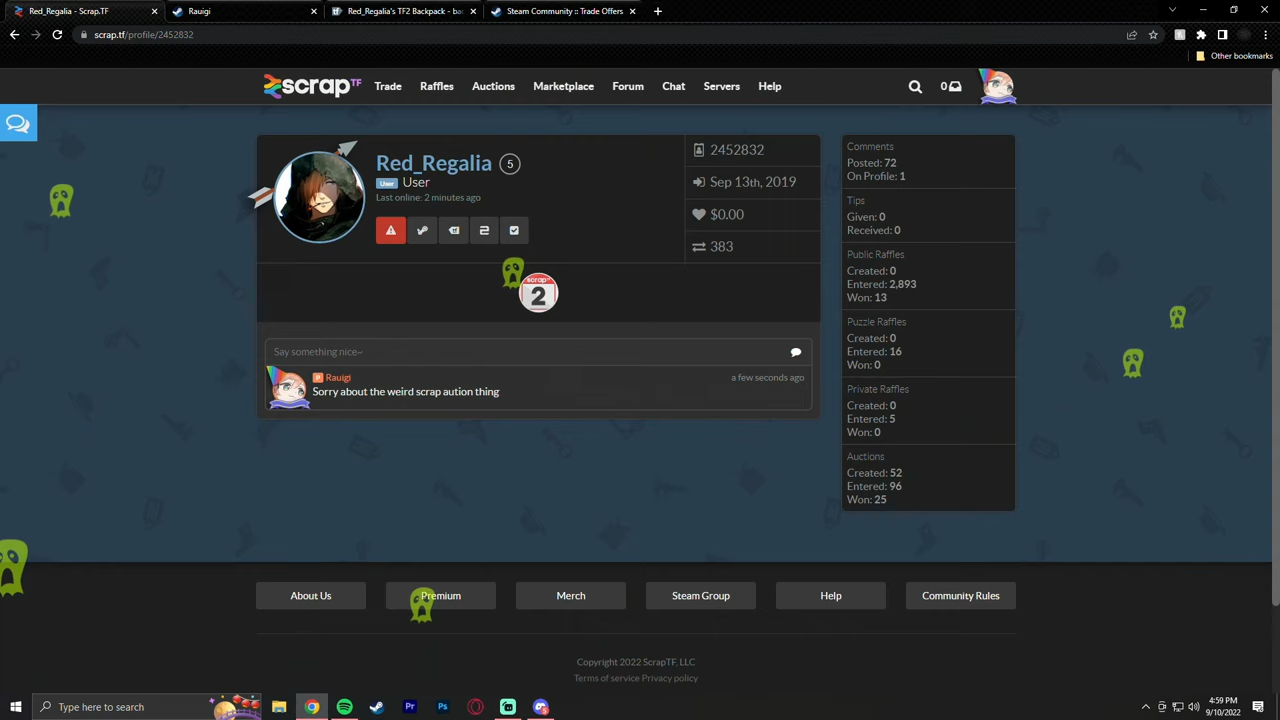 Red_Regalia - Scrap.TF
Rauigi
Red_Regalia's TF2 Backpack - bac
Steam Community :: Trade Offers
scrap.tf/profile/2452832
Other bookmarks
scrap TF
Trade
Raffles
Auctions
Marketplace
Forum
Chat
Servers
Help
0
Red_Regalia 5
User User
Last online: 2 minutes ago
2452832
Sep 13th, 2019
$0.00
383
scrap
2
Say something nice~
P Rauigi
a few seconds ago
Sorry about the weird scrap aution thing
Comments
Posted: 72
On Profile: 1
Tips
Given: 0
Received: 0
Public Raffles
Created: 0
Entered: 2,893
Won: 13
Puzzle Raffles
Created: 0
Entered: 16
Won: 0
Private Raffles
Created: 0
Entered: 5
Won: 0
Auctions
Created: 52
Entered: 96
Won: 25
About Us
Premium
Merch
Steam Group
Help
Community Rules
Copyright 2022 ScrapTF, LLC
Terms of service Privacy policy
Type here to search
Pr
Ps
4:59 PM
9/10/2022